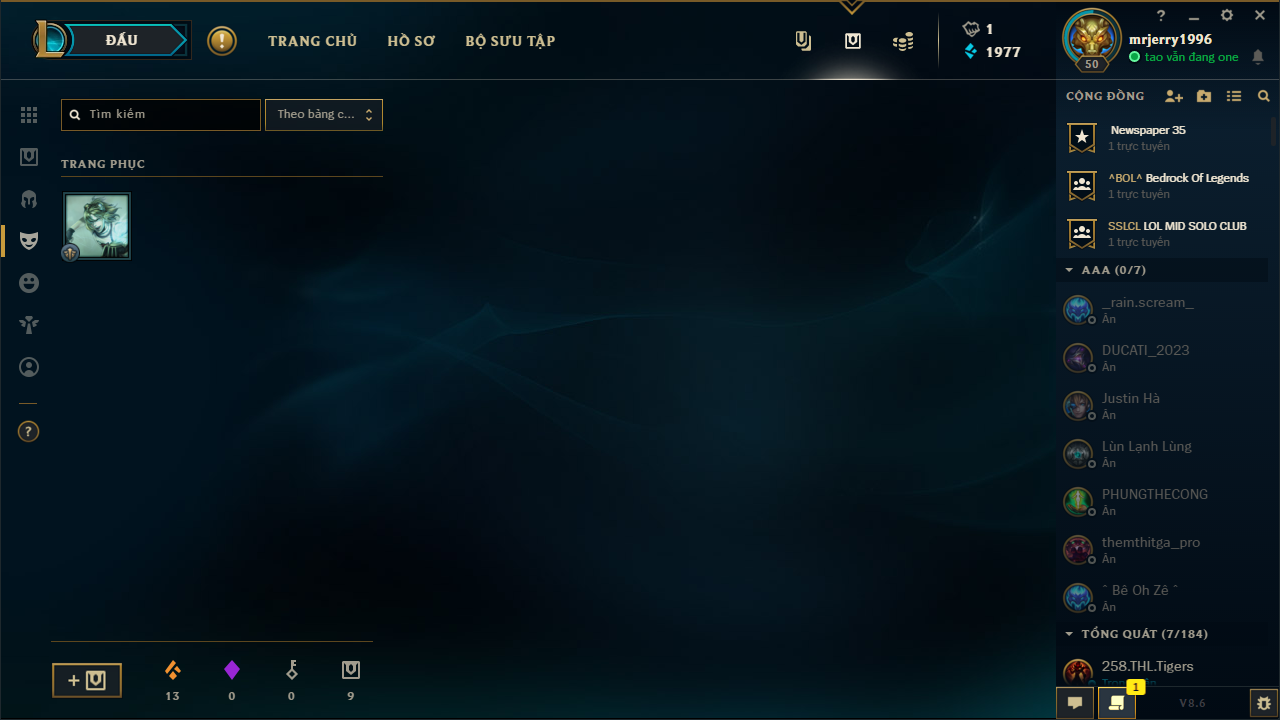 ĐẤU
TRANG CHỦ
HỒ SƠ
BỘ SƯU TẬP
1
1977
50
mrjerry1996
tao vẫn đang one
Tìm kiếm
Theo bảng c...
TRANG PHỤC
13
0
0
9
CỘNG ĐỒNG
Newspaper 35
1 trực tuyến
^BOL^ Bedrock Of Legends
1 trực tuyến
SSLCL LOL MID SOLO CLUB
1 trực tuyến
AAA (0/7)
_rain.scream_
Ẩn
DUCATI_2023
Ẩn
Justin Hà
Ẩn
Lùn Lạnh Lùng
Ẩn
PHUNGTHECONG
Ẩn
themthitga_pro
Ẩn
ˆ Bê Oh Zê ˆ
Ẩn
TỔNG QUÁT (7/184)
258.THL.Tigers
1
V8.6